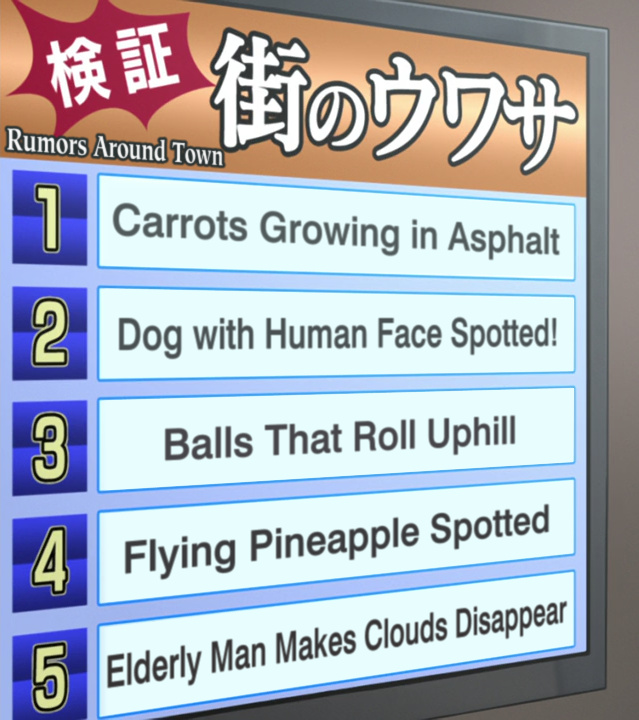 検証
街のウワサ
Rumors Around Town
1 Carrots Growing in Asphalt
2 Dog with Human Face Spotted!
3 Balls That Roll Uphill
4 Flying Pineapple Spotted
5 Elderly Man Makes Clouds Disappear